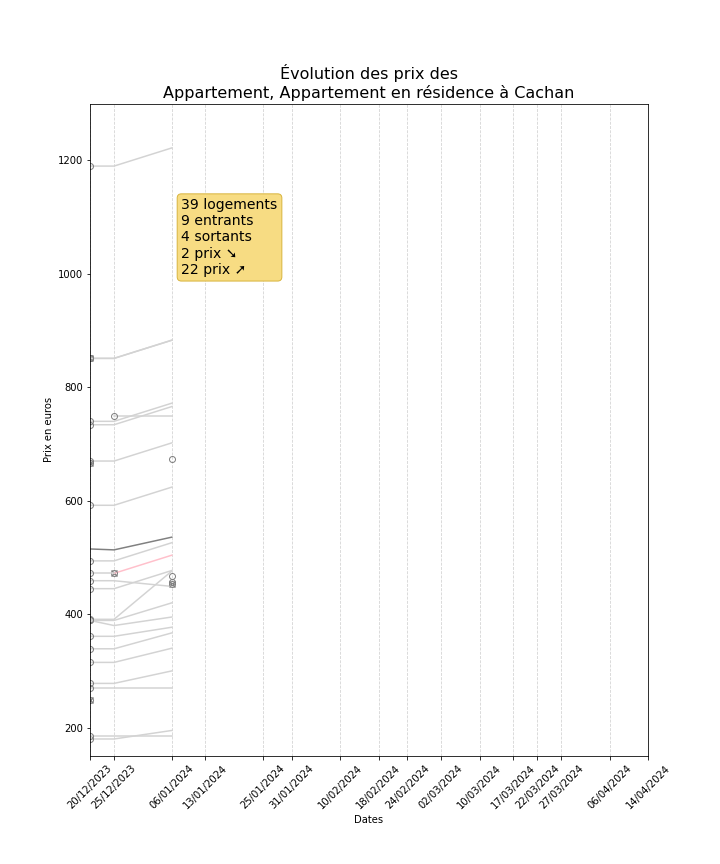 Évolution des prix des
Appartement, Appartement en résidence à Cachan
1200
1000
800
600
400
200
Prix en euros
39 logements
9 entrants
4 sortants
2 prix ➘
22 prix ➚
20/12/2023
25/12/2023
06/01/2024
13/01/2024
25/01/2024
31/01/2024
10/02/2024
18/02/2024
24/02/2024
02/03/2024
10/03/2024
17/03/2024
22/03/2024
27/03/2024
06/04/2024
14/04/2024
Dates